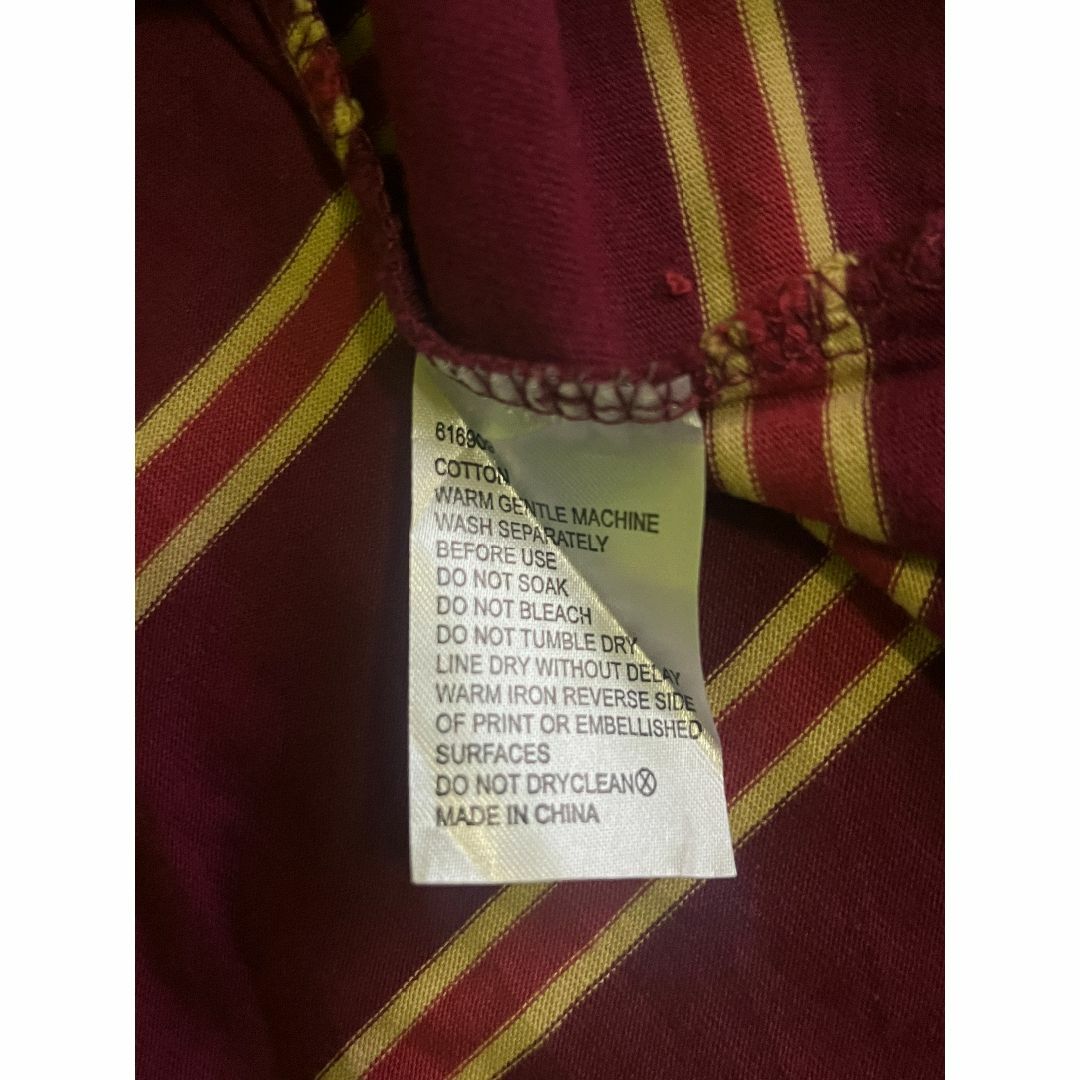 COTTON
WARM GENTLE MACHINE
WASH SEPARATELY
BEFORE USE
DO NOT SOAK
DO NOT BLEACH
DO NOT TUMBLE DRY
LINE DRY WITHOUT DELAY
WARM IRON REVERSE SIDE
OF PRINT OR EMBELLISHED
SURFACES
DO NOT DRYCLEAN
MADE IN CHINA